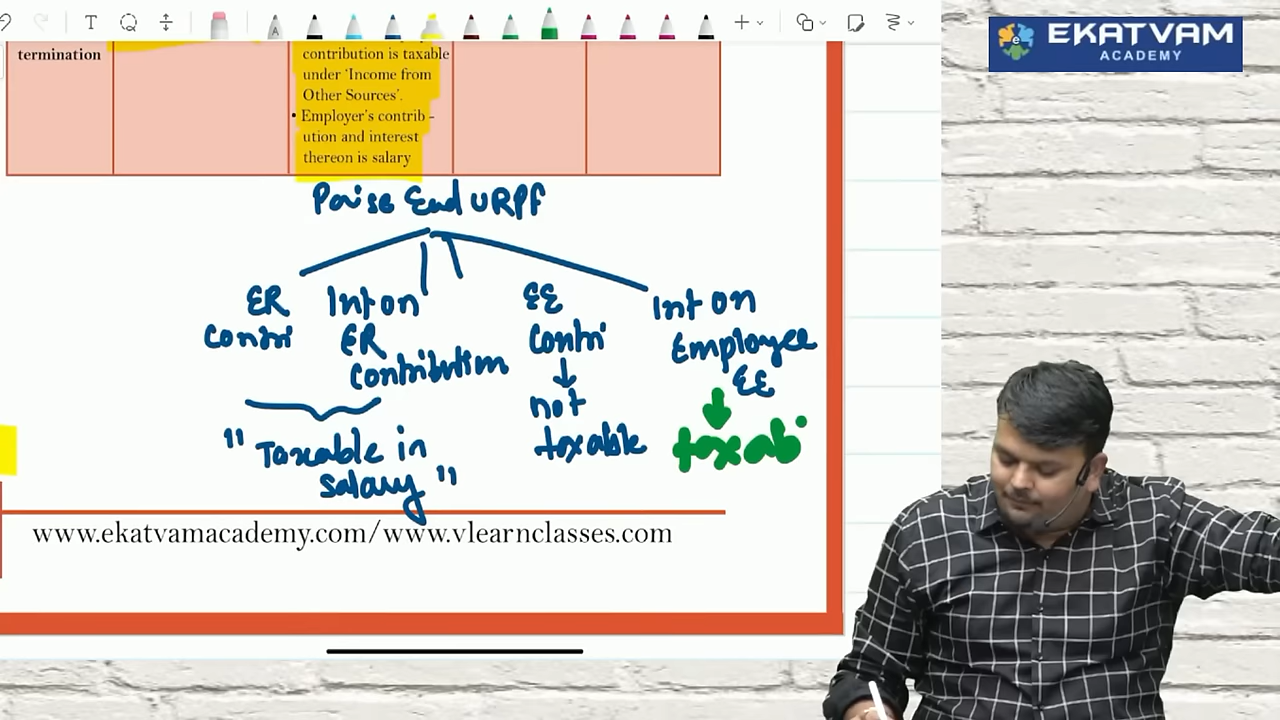 EKATVAM
ACADEMY
termination
contribution is taxable
under 'Income from
Other Sources'.
• Employer's contrib -
ution and interest
thereon is salary
End URPF
ER
Contri
Int on
ER
Contribution
EE
Contri
not
taxable
Int on
Employee
EE
taxab
" Taxable in
salary "
www.ekatvamacademy.com/www.vlearnclasses.com